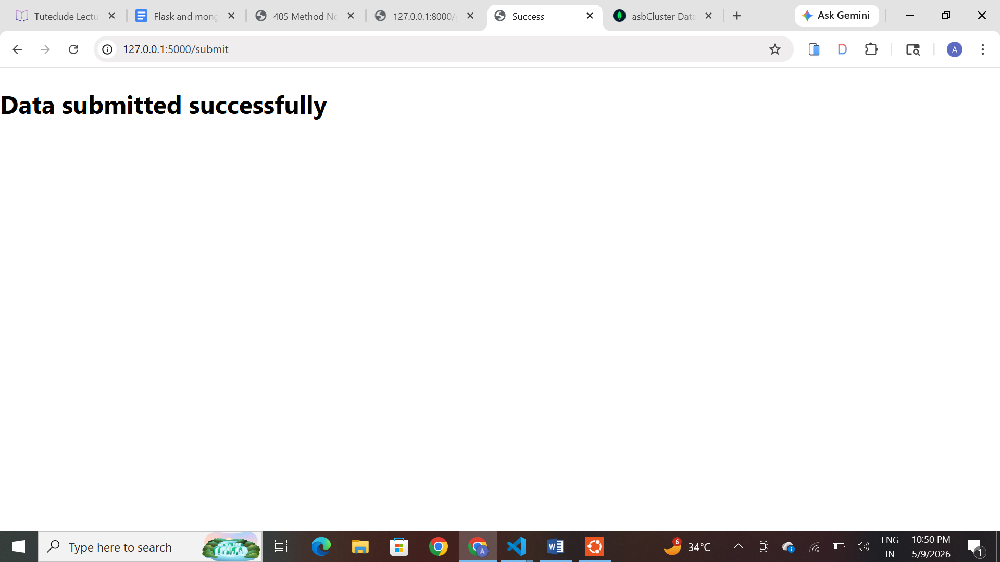 Tutedude Lectu
Flask and mong
405 Method No
127.0.0.1:8000/
Success
asbCluster Data
Ask Gemini
127.0.0.1:5000/submit
D
A
Data submitted successfully
Type here to search
A
W
6
34°C
ENG
IN
10:50 PM
5/9/2026
1